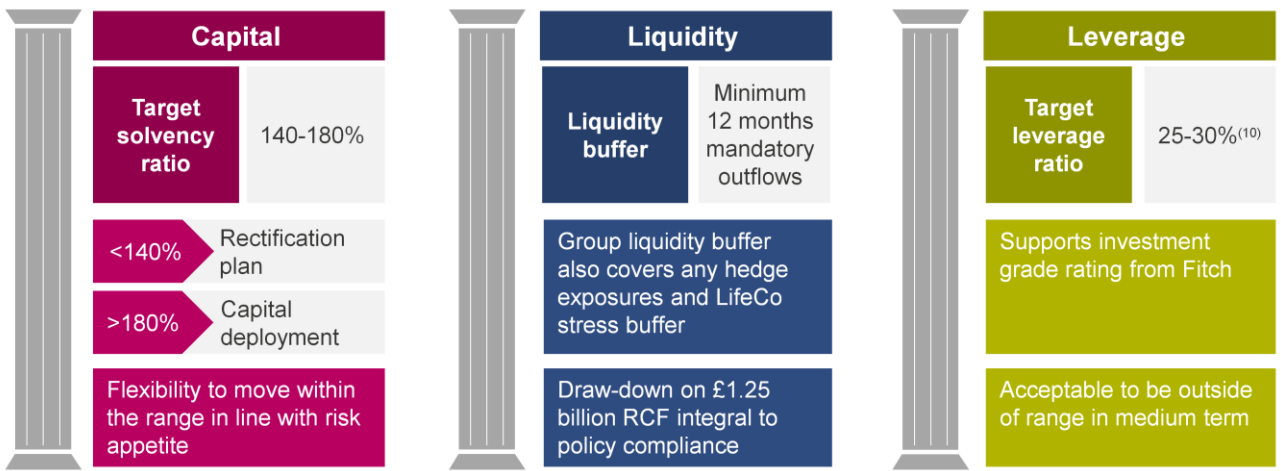 Capital
Target
solvency
ratio
140-180%
<140%
Rectification
plan
>180%
Capital
deployment
Flexibility to move within
the range in line with risk
appetite
Liquidity
Liquidity
buffer
Minimum
12 months
mandatory
outflows
Group liquidity buffer
also covers any hedge
exposures and LifeCo
stress buffer
Draw-down on £1.25
billion RCF integral to
policy compliance
Leverage
Target
leverage
ratio
25-30%(10)
Supports investment
grade rating from Fitch
Acceptable to be outside
of range in medium term